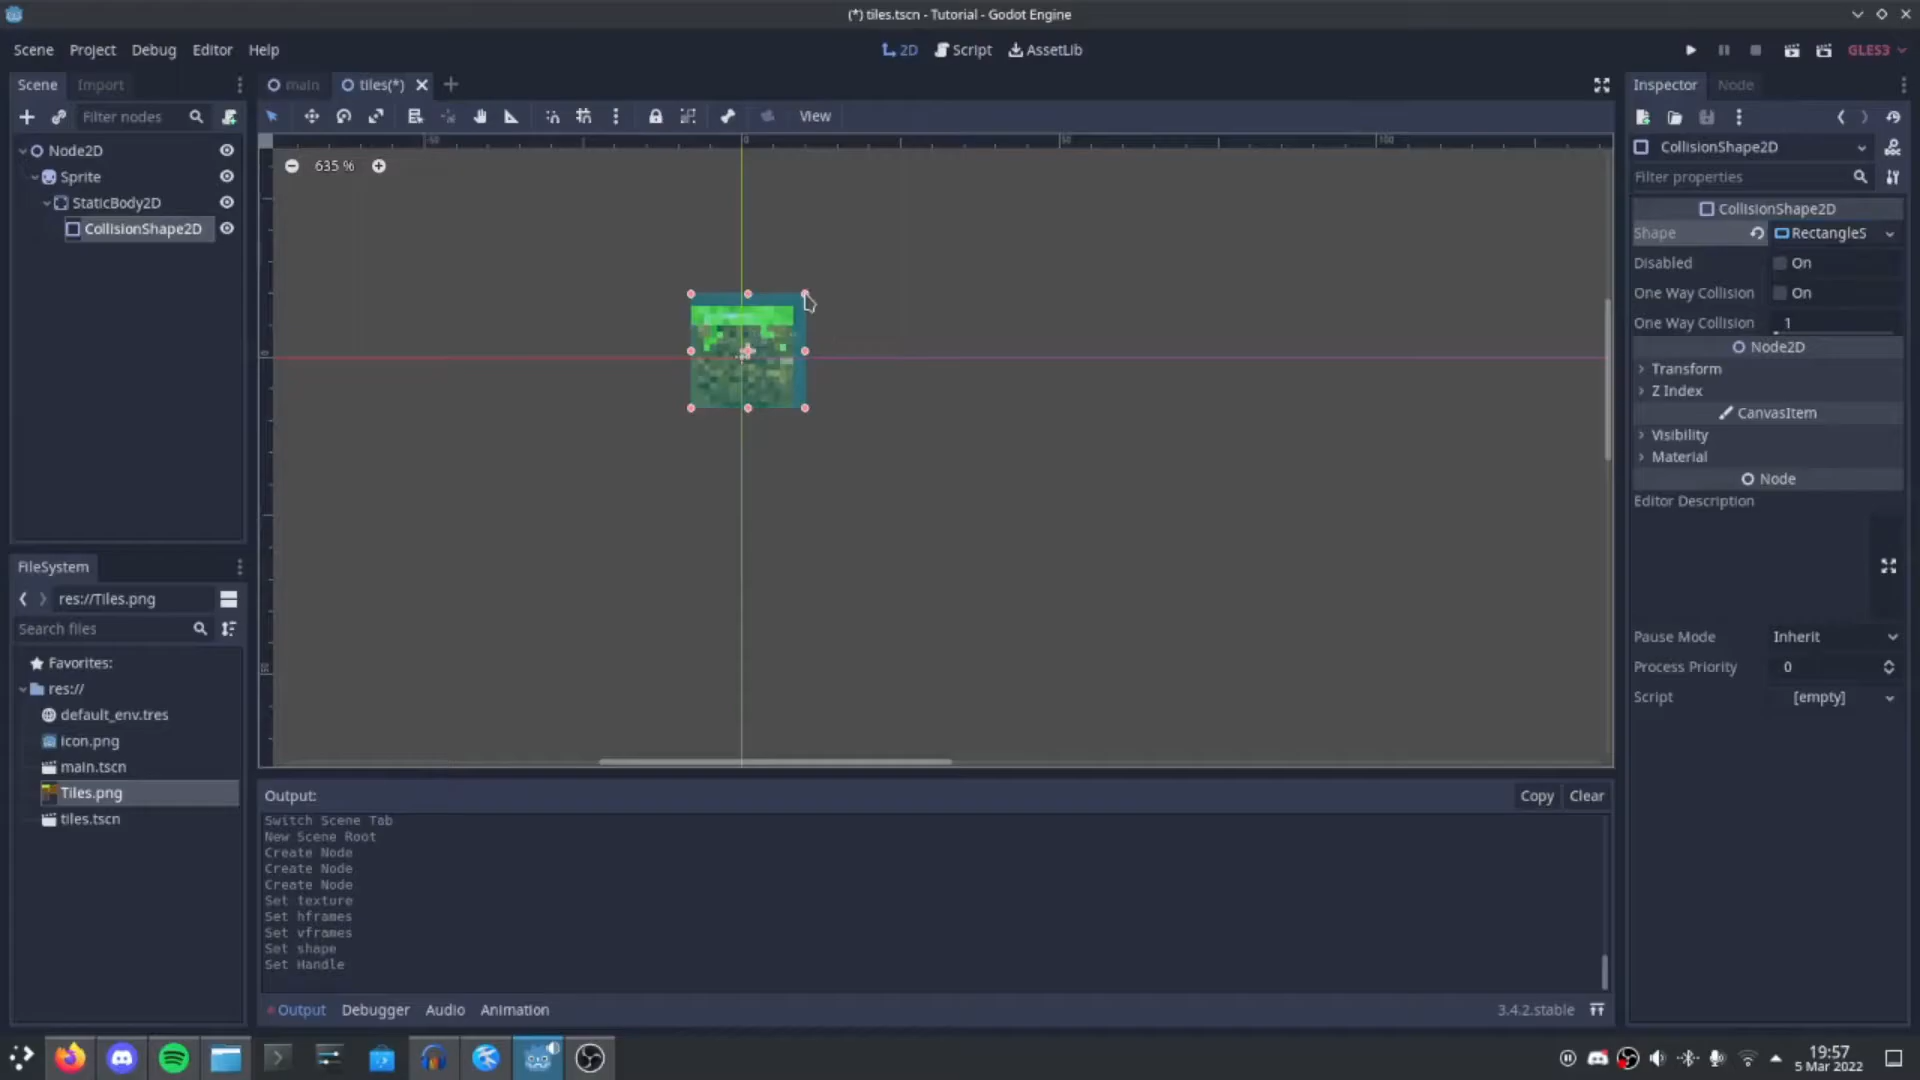 (*) tiles.tscn - Tutorial - Godot Engine
Scene Project Debug Editor Help
2D Script AssetLib
GLES3
Scene Import
main tiles(*)
Inspector Node
Filter nodes
View
CollisionShape2D
Node2D
Sprite
StaticBody2D
CollisionShape2D
635 %
Filter properties
CollisionShape2D
Shape RectangleS
Disabled On
One Way Collision On
One Way Collision 1
Node2D
Transform
Z Index
CanvasItem
Visibility
Material
Node
Editor Description
Pause Mode Inherit
Process Priority 0
Script [empty]
FileSystem
res://Tiles.png
Search files
Favorites:
res://
default_env.tres
icon.png
main.tscn
Tiles.png
tiles.tscn
Output:
Copy Clear
Switch Scene Tab
New Scene Root
Create Node
Create Node
Create Node
Set texture
Set hframes
Set vframes
Set shape
Set Handle
Output Debugger Audio Animation
3.4.2.stable
19:57
5 Mar 2022